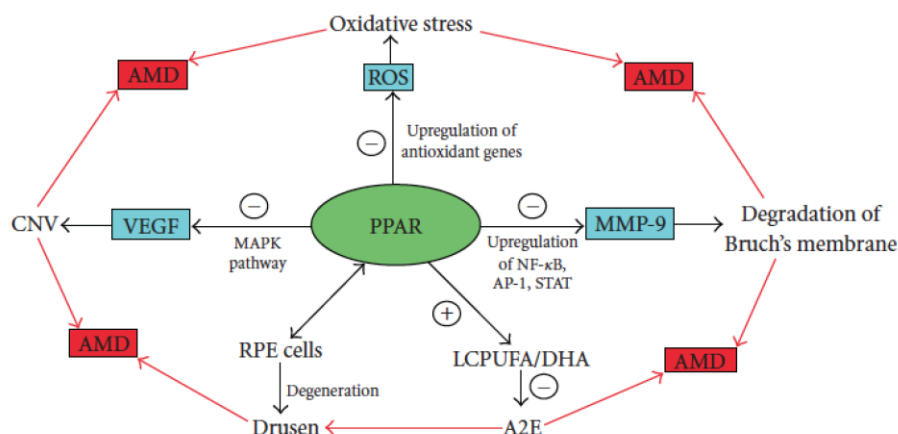 Oxidative stress
AMD
ROS
AMD
−
Upregulation of
antioxidant genes
CNV
VEGF
−
MAPK
pathway
PPAR
−
Upregulation
of NF-κB,
AP-1, STAT
MMP-9
Degradation of
Bruch's membrane
+
AMD
RPE cells
LCPUFA/DHA
AMD
Degeneration
−
Drusen
A2E